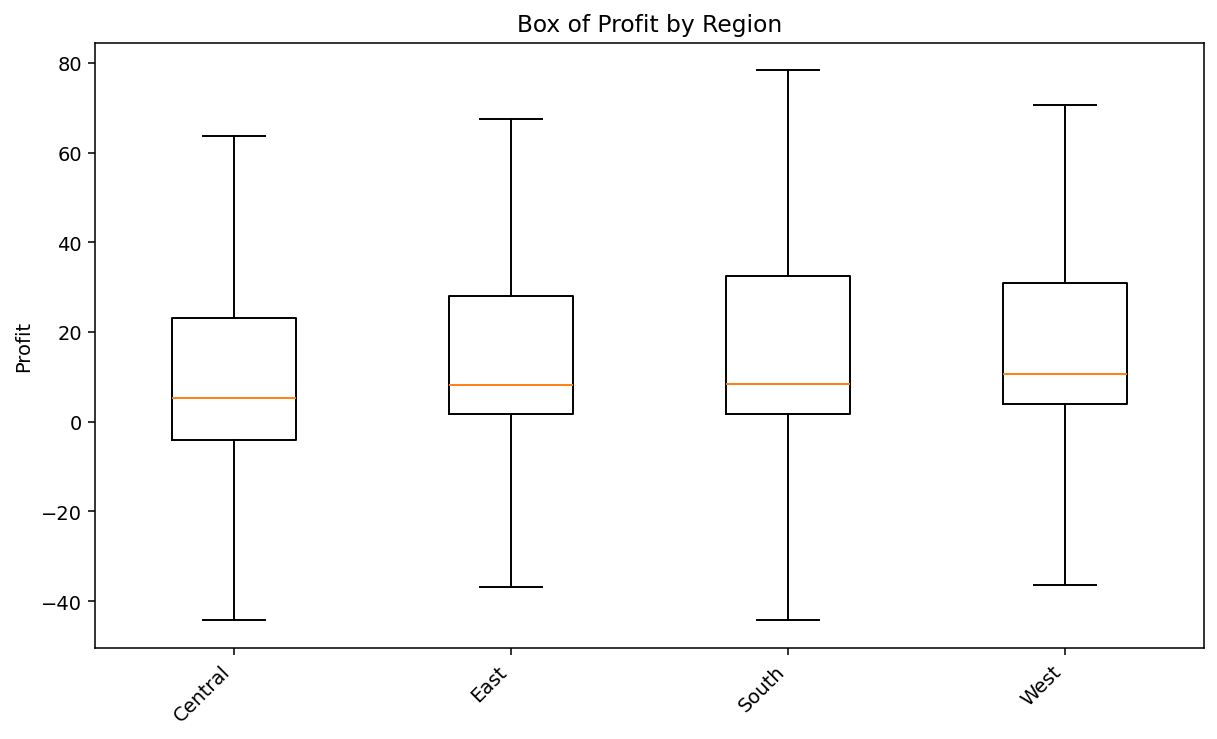 Box of Profit by Region
Profit
80
60
40
20
0
−20
−40
Central
East
South
West